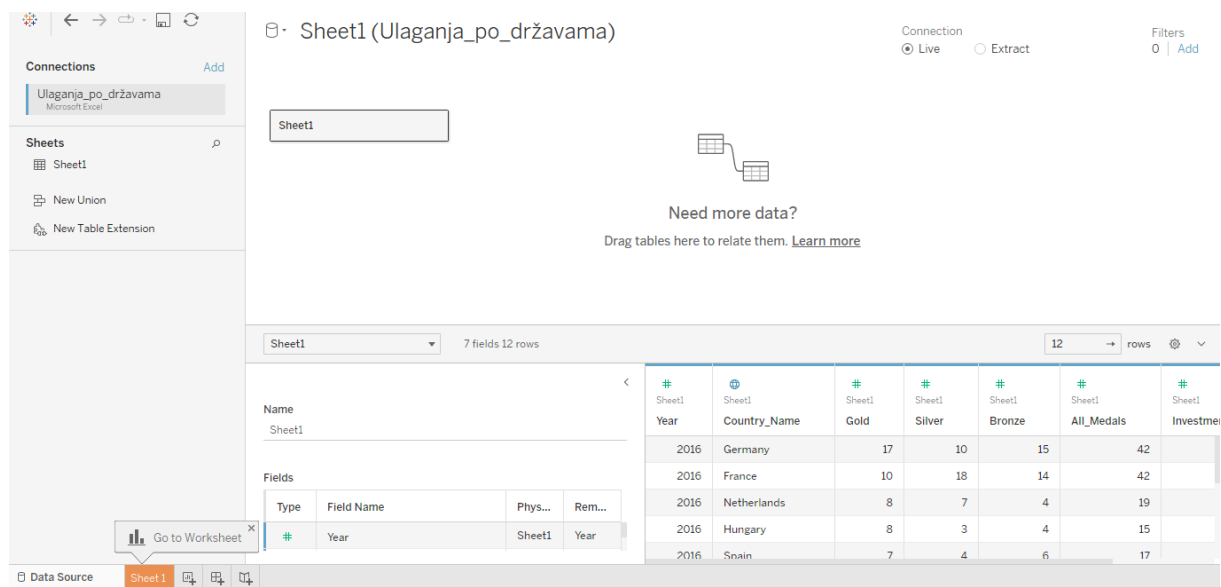 Sheet1 (Ulaganja_po_državama)
Connection
Live
Extract
Filters
0 | Add
Connections
Add
Ulaganja_po_državama
Microsoft Excel
Sheets
Sheet1
New Union
New Table Extension
Sheet1
Need more data?
Drag tables here to relate them. Learn more
Sheet1
7 fields 12 rows
12 → rows
Name
Sheet1
Fields
Type Field Name Phys... Rem...
# Year Sheet1 Year
# # # # # #
Sheet1 Sheet1 Sheet1 Sheet1 Sheet1 Sheet1 Sheet1
Year Country_Name Gold Silver Bronze All_Medals Investme
2016 Germany 17 10 15 42
2016 France 10 18 14 42
2016 Netherlands 8 7 4 19
2016 Hungary 8 3 4 15
2016 Spain 7 4 6 17
Go to Worksheet
Data Source
Sheet 1